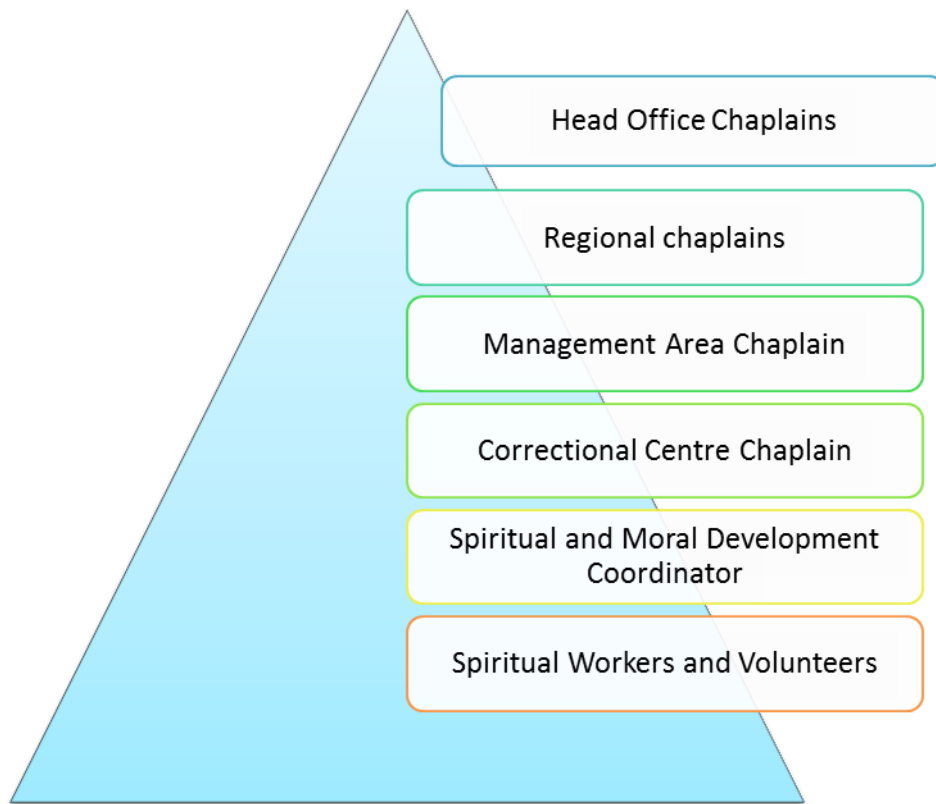 Head Office Chaplains
Regional chaplains
Management Area Chaplain
Correctional Centre Chaplain
Spiritual and Moral Development
Coordinator
Spiritual Workers and Volunteers